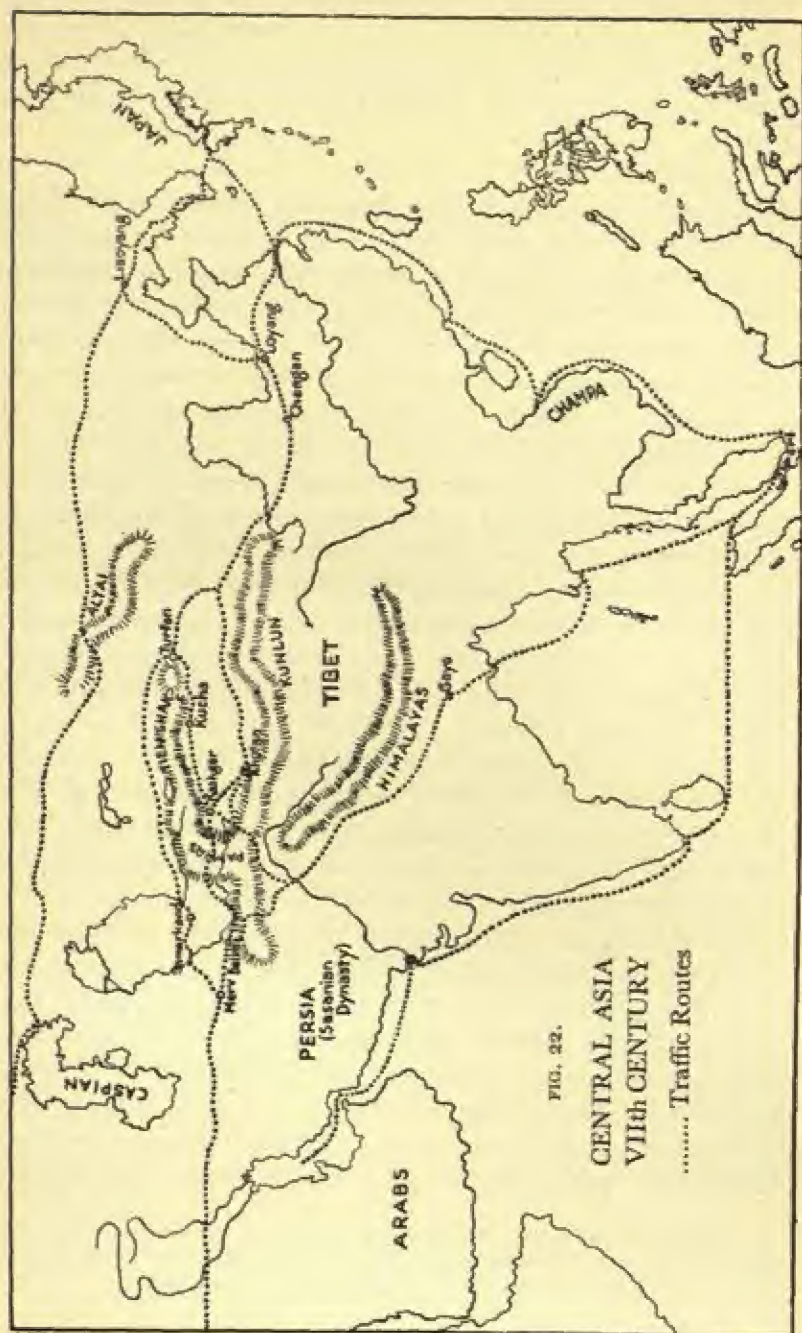 JAPAN
Liaoyang
Loyang
Changan
ALTAI
Turfan
TIENSHAN
Kucha
KUNLUN
TIBET
Khotan
HIMALAYAS
Gaya
CHAMPA
CASPIAN
Merv
PERSIA
(Sasanian
Dynasty)
ARABS
FIG. 22.
CENTRAL ASIA
VIIth CENTURY
........ Traffic Routes